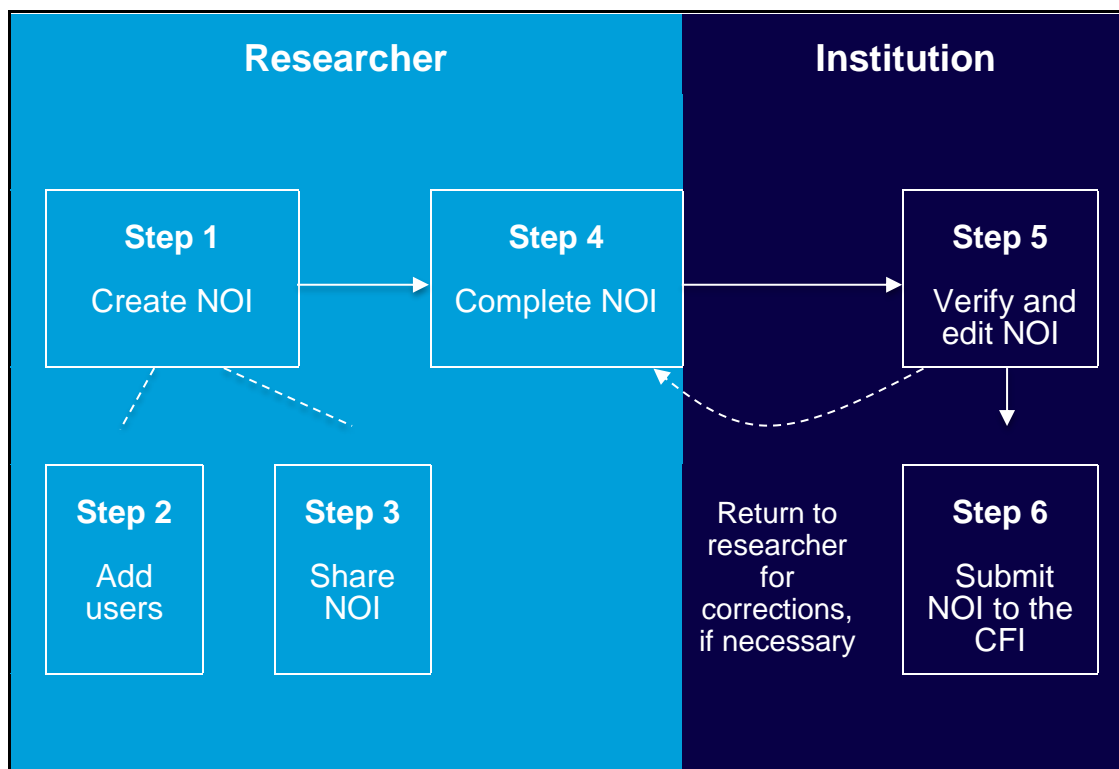 Researcher
Institution
Step 1
Create NOI
Step 4
Complete NOI
Step 5
Verify and
edit NOI
Step 2
Add
users
Step 3
Share
NOI
Return to
researcher
for
corrections,
if necessary
Step 6
Submit
NOI to the
CFI